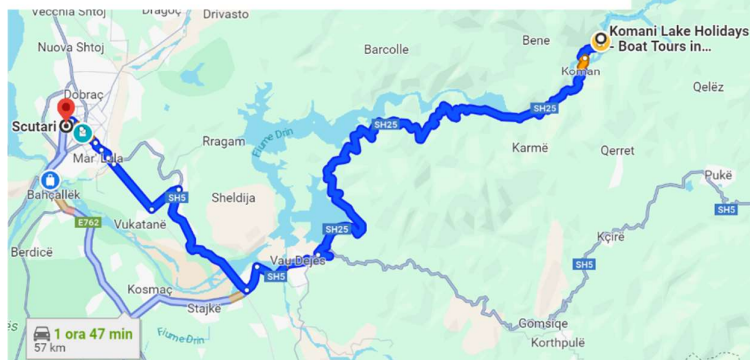 Vecchia Shtoj
Dragoç
Drivasto
Nuova Shtoj
Barcolle
Bene
Komani Lake Holidays
- Boat Tours in...
Koman
Dobraç
Qelëz
Scutari
SH25
SH25
Fiume Drin
Rragam
Mar Lula
Karmë
Qerret
Pukë
Bahçallëk
SH5
Sheldija
SH5
E762
Vukatanë
SH25
Kçirë
Berdicë
Vau Dejës
SH5
SH5
Kosmaç
Stajkë
Gomsiqe
1 ora 47 min
57 km
Fiume Drin
Korthpulë